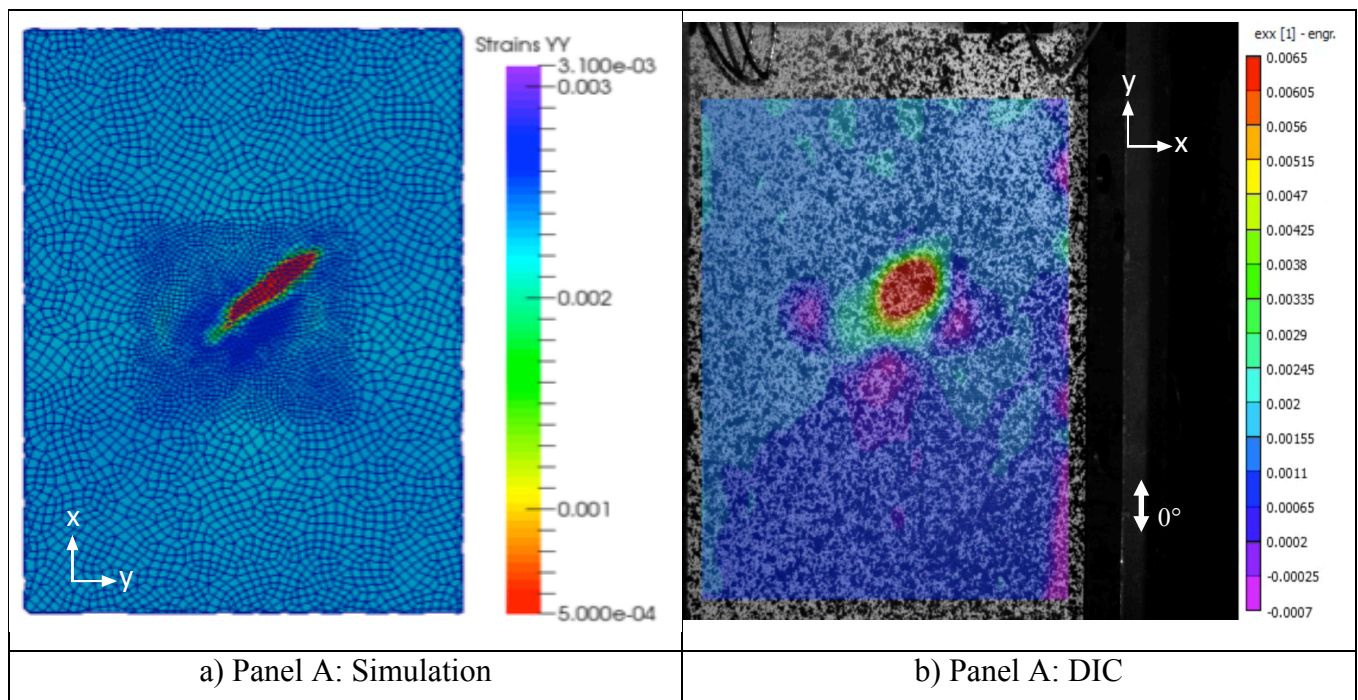 Strains YY
3.100e-03
0.003
0.002
0.001
5.000e-04
x
y
exx [1] - engr.
0.0065
0.00605
0.0056
0.00515
0.0047
0.00425
0.0038
0.00335
0.0029
0.00245
0.002
0.00155
0.0011
0.00065
0.0002
-0.00025
-0.0007
y
x
0°
a) Panel A: Simulation
b) Panel A: DIC